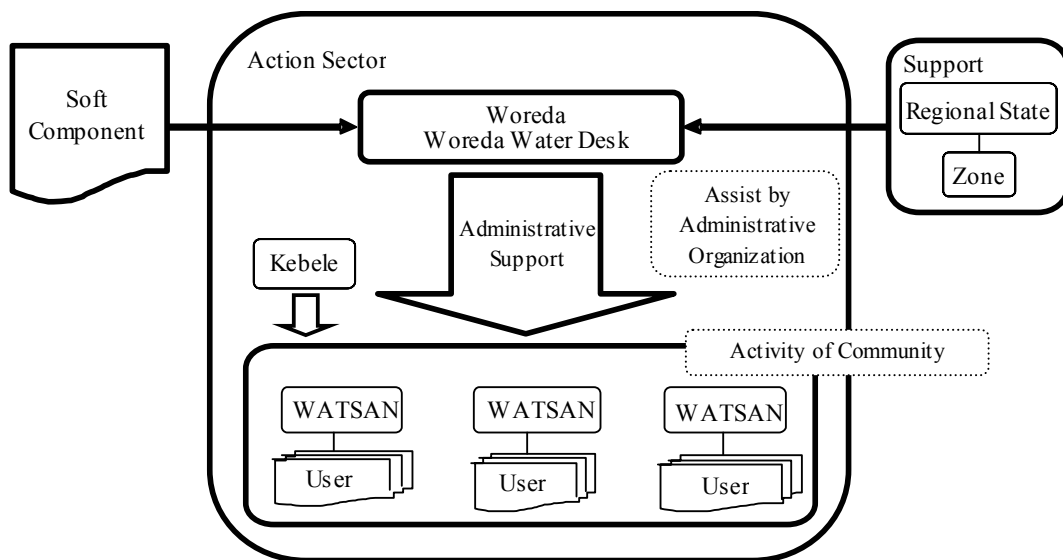 Action Sector
Soft
Component
Woreda
Woreda Water Desk
Support
Regional State
Zone
Administrative
Support
Assist by
Administrative
Organization
Kebele
Activity of Community
WATSAN
WATSAN
WATSAN
User
User
User